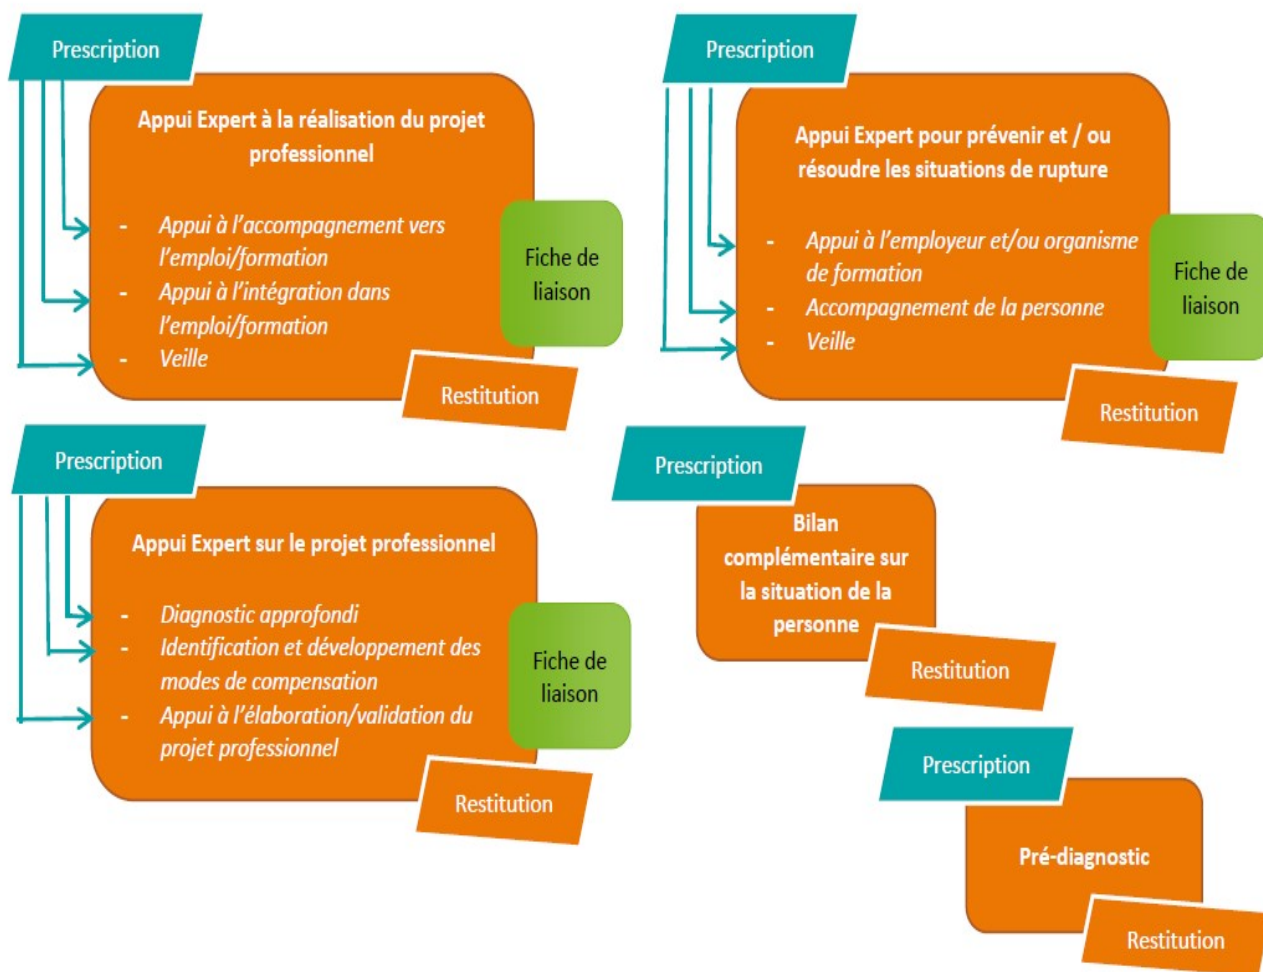 Prescription
Appui Expert à la réalisation du projet
professionnel
- Appui à l'accompagnement vers
l'emploi/formation
- Appui à l'intégration dans
l'emploi/formation
- Veille
Fiche de
liaison
Restitution
Prescription
Appui Expert pour prévenir et / ou
résoudre les situations de rupture
- Appui à l'employeur et/ou organisme
de formation
- Accompagnement de la personne
- Veille
Fiche de
liaison
Restitution
Prescription
Appui Expert sur le projet professionnel
- Diagnostic approfondi
- Identification et développement des
modes de compensation
- Appui à l'élaboration/validation du
projet professionnel
Fiche de
liaison
Restitution
Prescription
Bilan
complémentaire sur
la situation de la
personne
Restitution
Prescription
Pré-diagnostic
Restitution